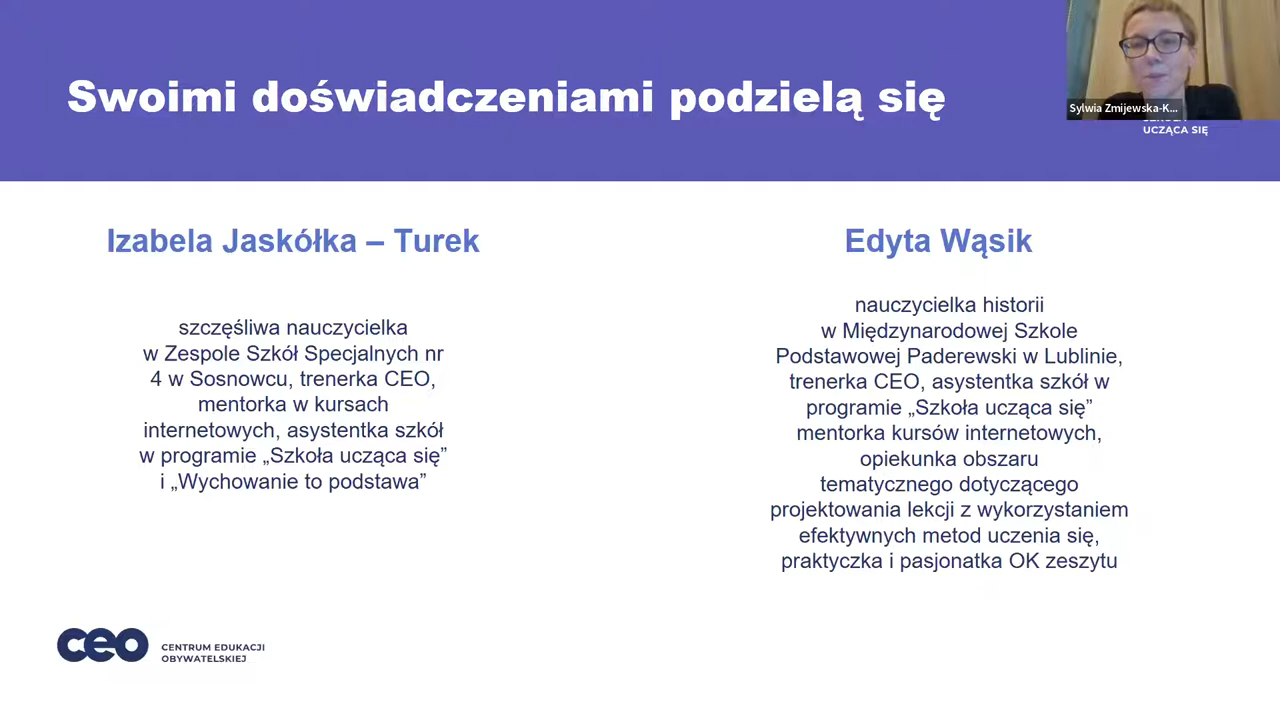 Swoimi doświadczeniami podzielą się
Sylwia Zmijewska-K...
UCZĄCA SIĘ
Izabela Jaskółka – Turek
szczęśliwa nauczycielka
w Zespole Szkół Specjalnych nr
4 w Sosnowcu, trenerka CEO,
mentorka w kursach
internetowych, asystentka szkół
w programie „Szkoła ucząca się”
i „Wychowanie to podstawa”
Edyta Wąsik
nauczycielka historii
w Międzynarodowej Szkole
Podstawowej Paderewski w Lublinie,
trenerka CEO, asystentka szkół w
programie „Szkoła ucząca się”
mentorka kursów internetowych,
opiekunka obszaru
tematycznego dotyczącego
projektowania lekcji z wykorzystaniem
efektywnych metod uczenia się,
praktyczka i pasjonatka OK zeszytu
ceo
CENTRUM EDUKACJI
OBYWATELSKIEJ